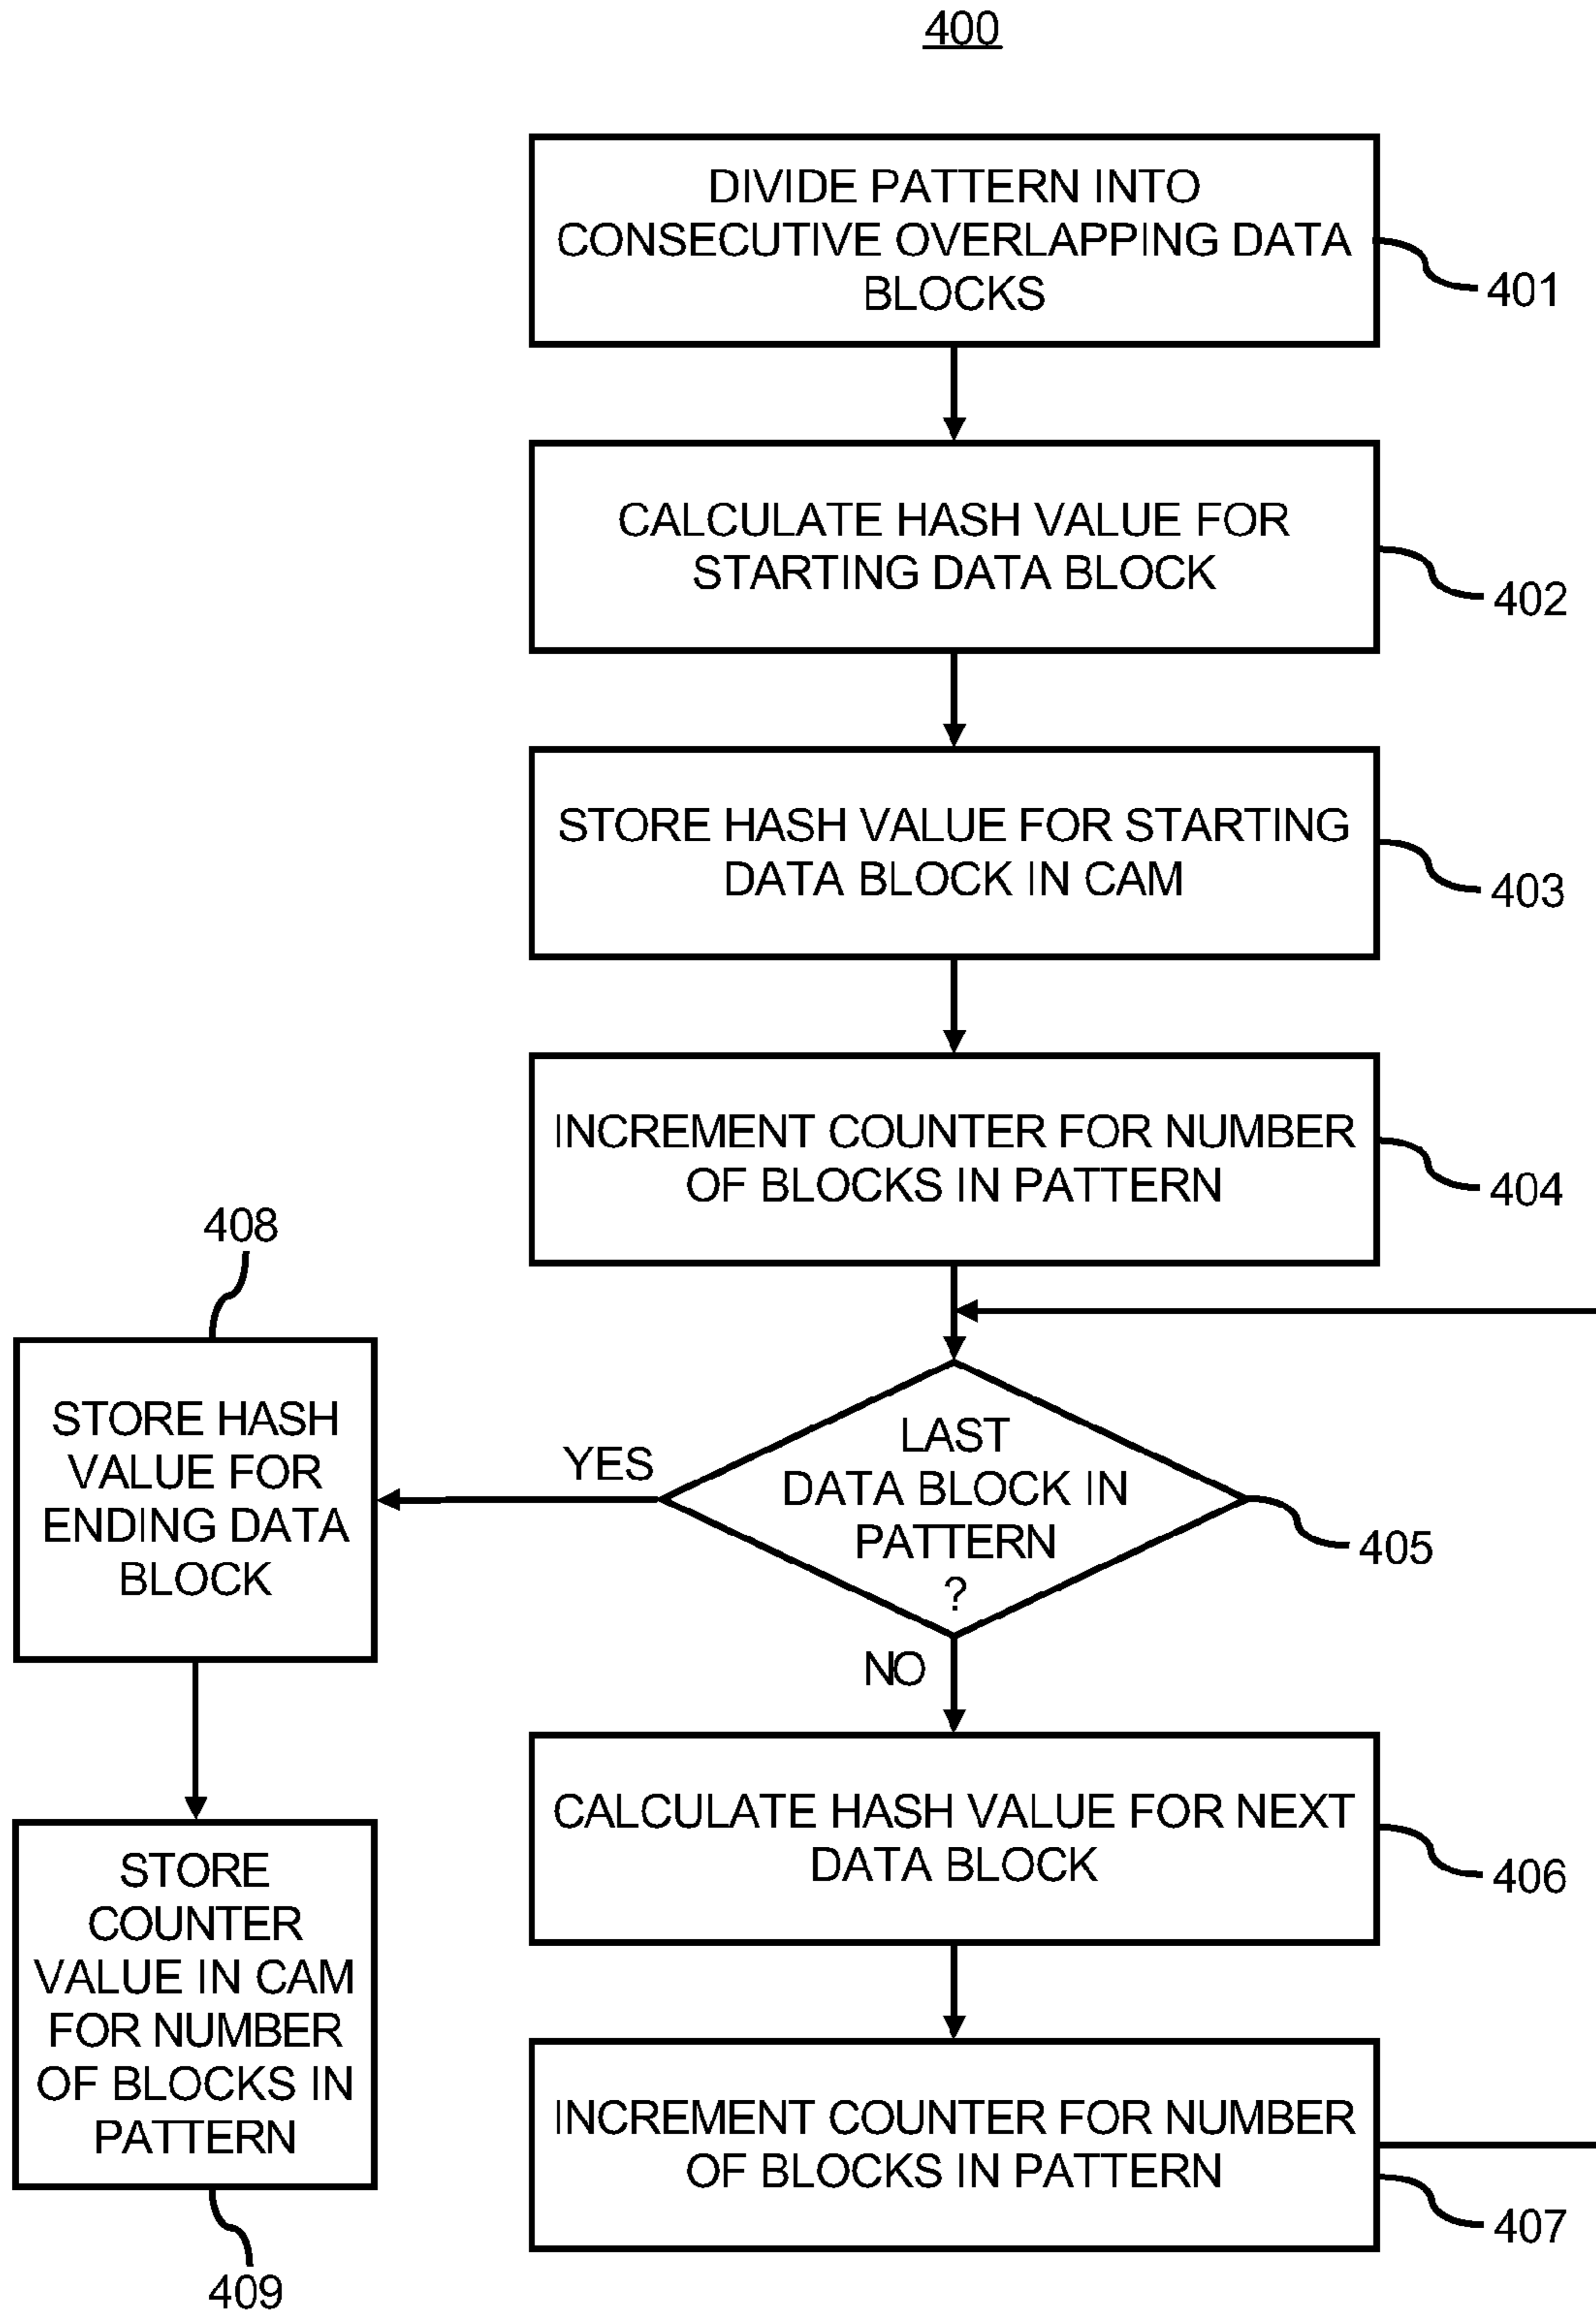 400
DIVIDE PATTERN INTO
CONSECUTIVE OVERLAPPING DATA
BLOCKS
401
CALCULATE HASH VALUE FOR
STARTING DATA BLOCK
402
STORE HASH VALUE FOR STARTING
DATA BLOCK IN CAM
403
INCREMENT COUNTER FOR NUMBER
OF BLOCKS IN PATTERN
404
LAST
DATA BLOCK IN
PATTERN
?
405
YES
408
STORE HASH
VALUE FOR
ENDING DATA
BLOCK
STORE
COUNTER
VALUE IN CAM
FOR NUMBER
OF BLOCKS IN
PATTERN
409
NO
CALCULATE HASH VALUE FOR NEXT
DATA BLOCK
406
INCREMENT COUNTER FOR NUMBER
OF BLOCKS IN PATTERN
407